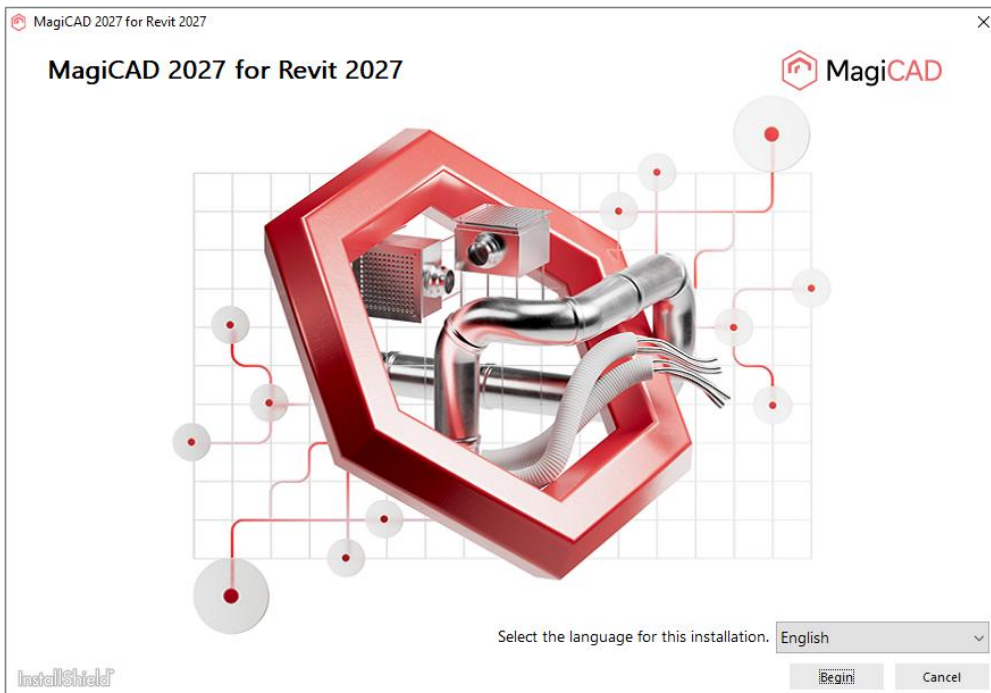 MagiCAD 2027 for Revit 2027
MagiCAD 2027 for Revit 2027
MagiCAD
Select the language for this installation. English
InstallShield
Begin Cancel